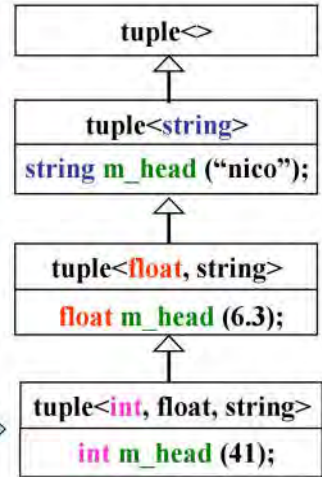 tuple<>
tuple<string>
string m_head (“nico”);
tuple<float, string>
float m_head (6.3);
tuple<int, float, string>
int m_head (41);